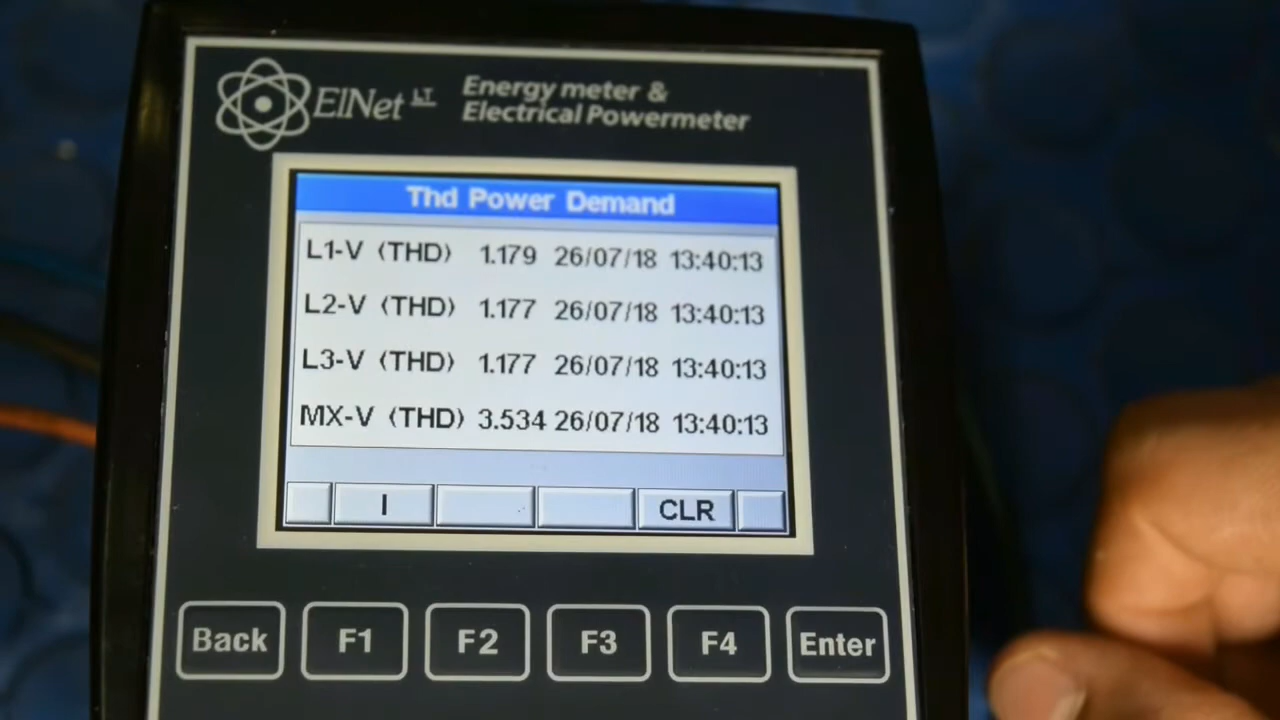 ElNet LT
Energy meter &
Electrical Powermeter
Thd Power Demand
L1-V (THD) 1.179 26/07/18 13:40:13
L2-V (THD) 1.177 26/07/18 13:40:13
L3-V (THD) 1.177 26/07/18 13:40:13
MX-V (THD) 3.534 26/07/18 13:40:13
I CLR
Back F1 F2 F3 F4 Enter